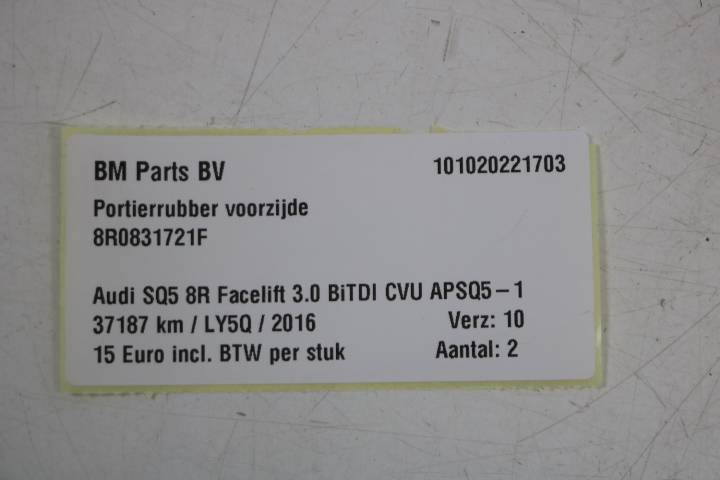 BM Parts BV 101020221703
Portierrubber voorzijde
8R0831721F
Audi SQ5 8R Facelift 3.0 BiTDI CVU APSQ5-1
37187 km / LY5Q / 2016 Verz: 10
15 Euro incl. BTW per stuk Aantal: 2